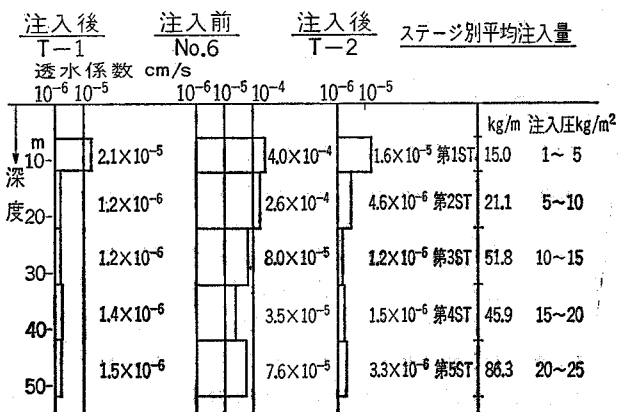 注入後 注入前 注入後 ステージ別平均注入量
T-1 No.6 T-2
透水係数 cm/s
10⁻⁶ 10⁻⁵ 10⁻⁶ 10⁻⁵ 10⁻⁴ 10⁻⁶ 10⁻⁵
m kg/m 注入圧kg/m²
10 2.1×10⁻⁵ 4.0×10⁻⁴ 1.6×10⁻⁵ 第1ST 15.0 1~5
深度
20 1.2×10⁻⁶ 2.6×10⁻⁴ 4.6×10⁻⁶ 第2ST 21.1 5~10
30 1.2×10⁻⁶ 8.0×10⁻⁵ 1.2×10⁻⁶ 第3ST 51.8 10~15
40 1.4×10⁻⁶ 3.5×10⁻⁵ 1.5×10⁻⁶ 第4ST 45.9 15~20
50 1.5×10⁻⁶ 7.6×10⁻⁵ 3.3×10⁻⁶ 第5ST 86.3 20~25